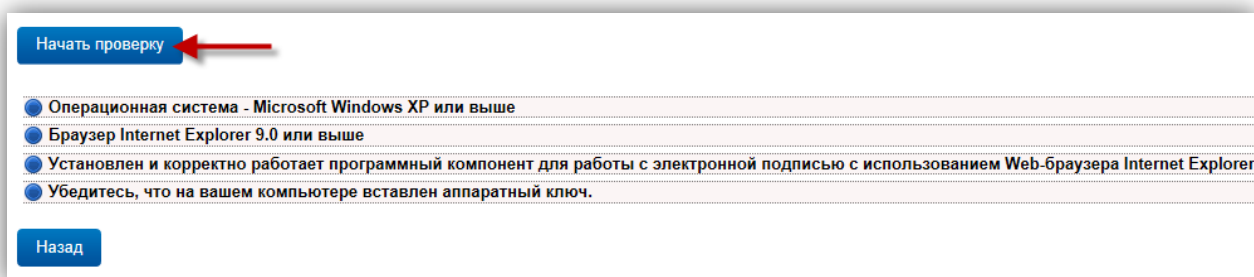 Начать проверку
Операционная система - Microsoft Windows XP или выше
Браузер Internet Explorer 9.0 или выше
Установлен и корректно работает программный компонент для работы с электронной подписью с использованием Web-браузера Internet Explorer
Убедитесь, что на вашем компьютере вставлен аппаратный ключ.
Назад